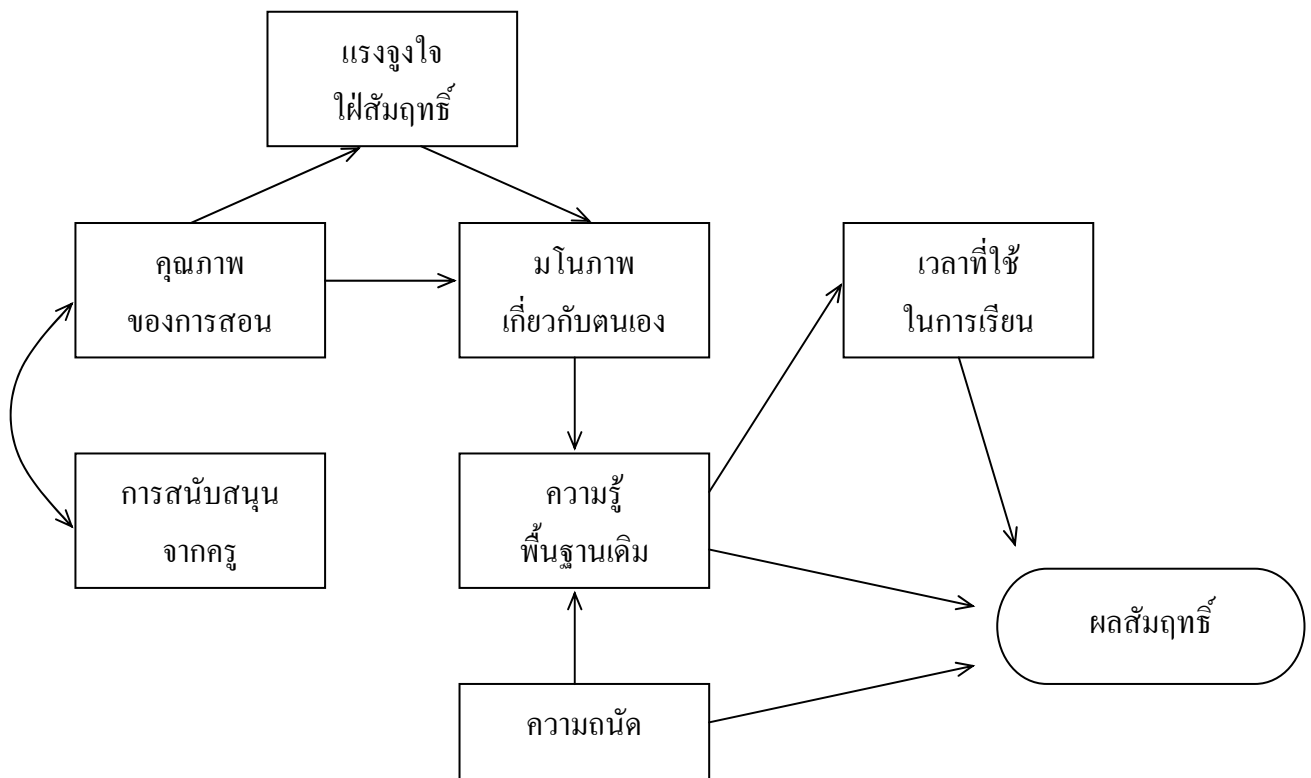 แรงจูงใจ
ใฝ่สัมฤทธิ์
คุณภาพ
ของการสอน
มโนภาพ
เกี่ยวกับตนเอง
เวลาที่ใช้
ในการเรียน
การสนับสนุน
จากครู
ความรู้
พื้นฐานเดิม
ผลสัมฤทธิ์
ความถนัด